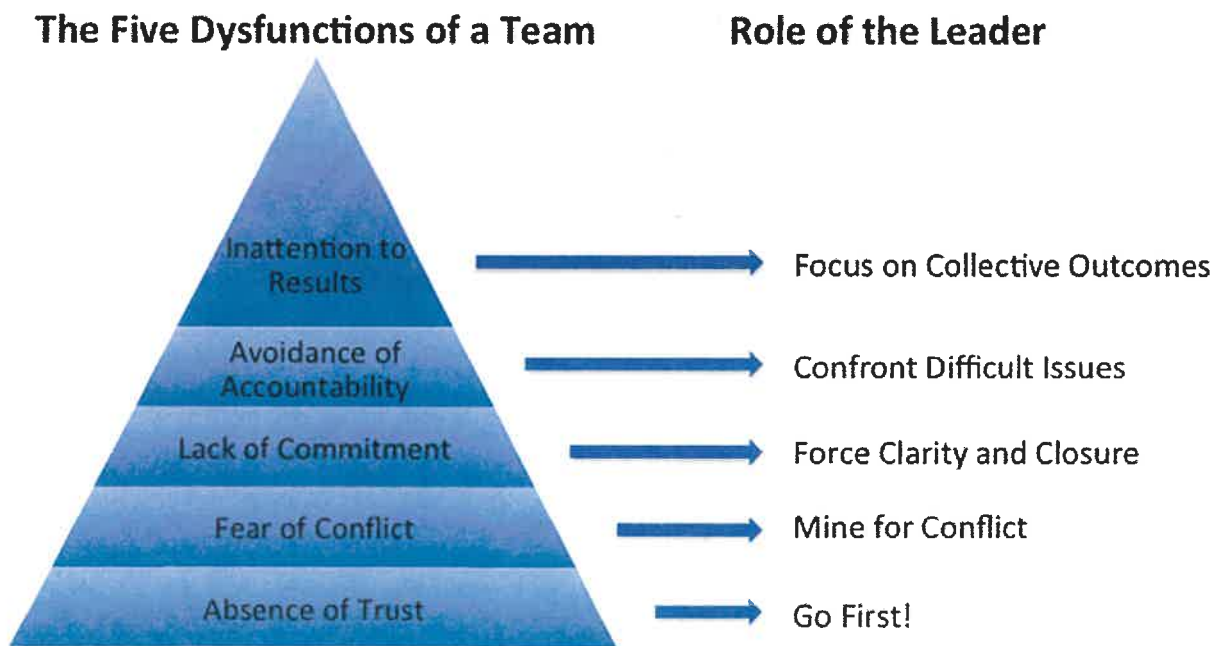 The Five Dysfunctions of a Team
Role of the Leader
Inattention to
Results
Focus on Collective Outcomes
Avoidance of
Accountability
Confront Difficult Issues
Lack of Commitment
Force Clarity and Closure
Fear of Conflict
Mine for Conflict
Absence of Trust
Go First!